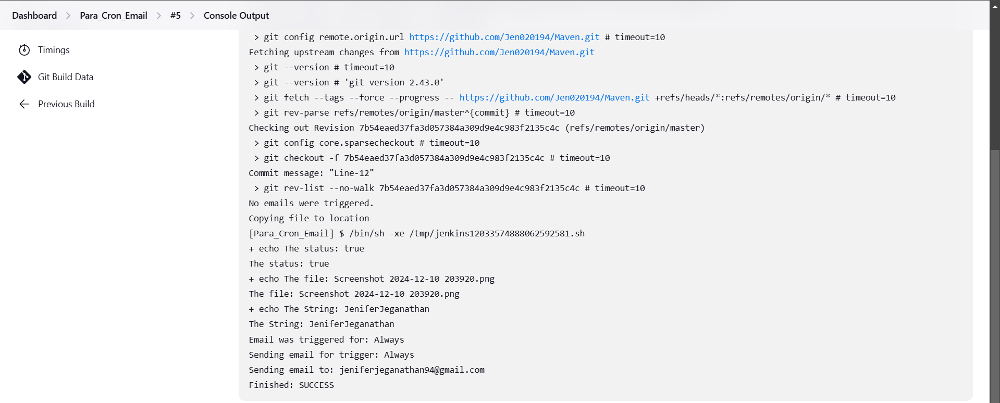 Dashboard > Para_Cron_Email > #5 > Console Output
Timings
Git Build Data
Previous Build
> git config remote.origin.url https://github.com/Jen020194/Maven.git # timeout=10
Fetching upstream changes from https://github.com/Jen020194/Maven.git
> git --version # timeout=10
> git --version # 'git version 2.43.0'
> git fetch --tags --force --progress -- https://github.com/Jen020194/Maven.git +refs/heads/*:refs/remotes/origin/* # timeout=10
> git rev-parse refs/remotes/origin/master^{commit} # timeout=10
Checking out Revision 7b54eaed37fa3d057384a309d9e4c983f2135c4c (refs/remotes/origin/master)
> git config core.sparsecheckout # timeout=10
> git checkout -f 7b54eaed37fa3d057384a309d9e4c983f2135c4c # timeout=10
Commit message: "Line-12"
> git rev-list --no-walk 7b54eaed37fa3d057384a309d9e4c983f2135c4c # timeout=10
No emails were triggered.
Copying file to location
[Para_Cron_Email] $ /bin/sh -xe /tmp/jenkins12033574888062592581.sh
+ echo The status: true
The status: true
+ echo The file: Screenshot 2024-12-10 203920.png
The file: Screenshot 2024-12-10 203920.png
+ echo The String: JeniferJeganathan
The String: JeniferJeganathan
Email was triggered for: Always
Sending email for trigger: Always
Sending email to: jeniferjeganathan94@gmail.com
Finished: SUCCESS